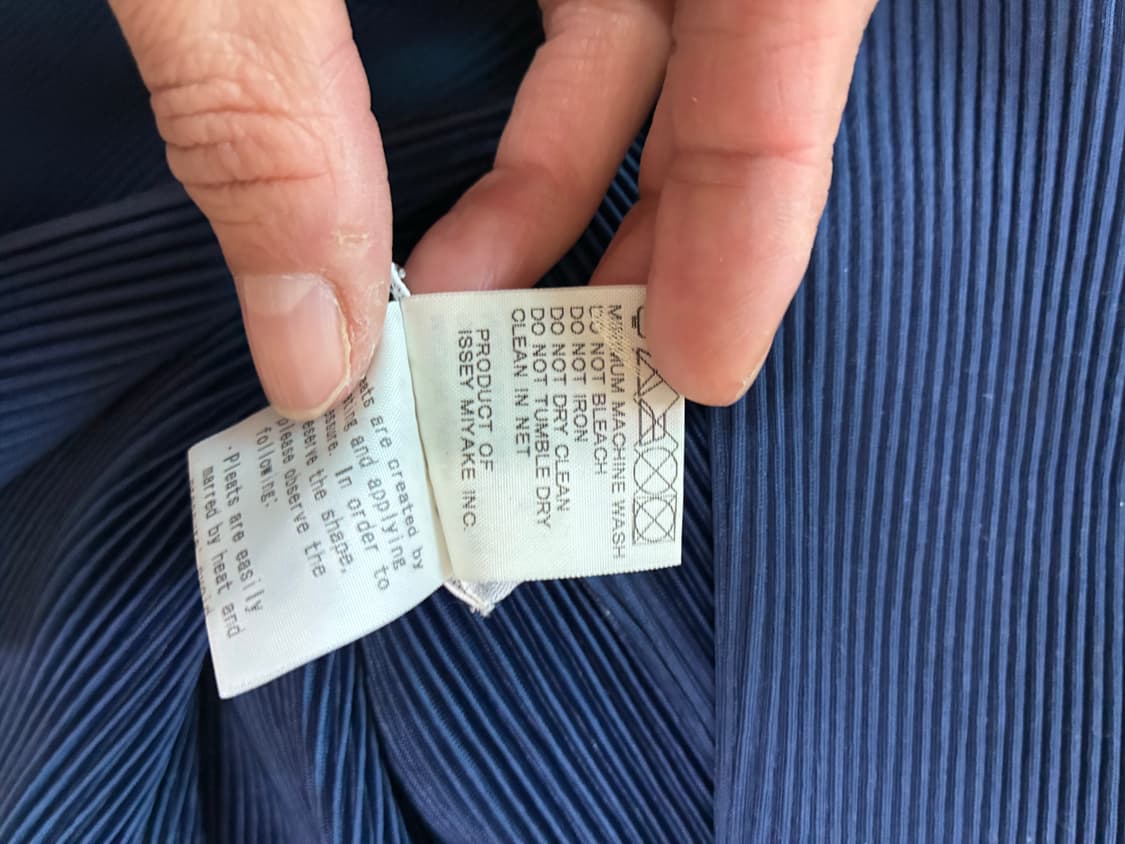 MINIMUM MACHINE WASH
DO NOT BLEACH
DO NOT IRON
DO NOT DRY CLEAN
DO NOT TUMBLE DRY
CLEAN IN NET
PRODUCT OF
ISSEY MIYAKE INC.
are created by
and applying
In order to
the shape,
please observe the
following:
·Pleats are easily
marred by heat and